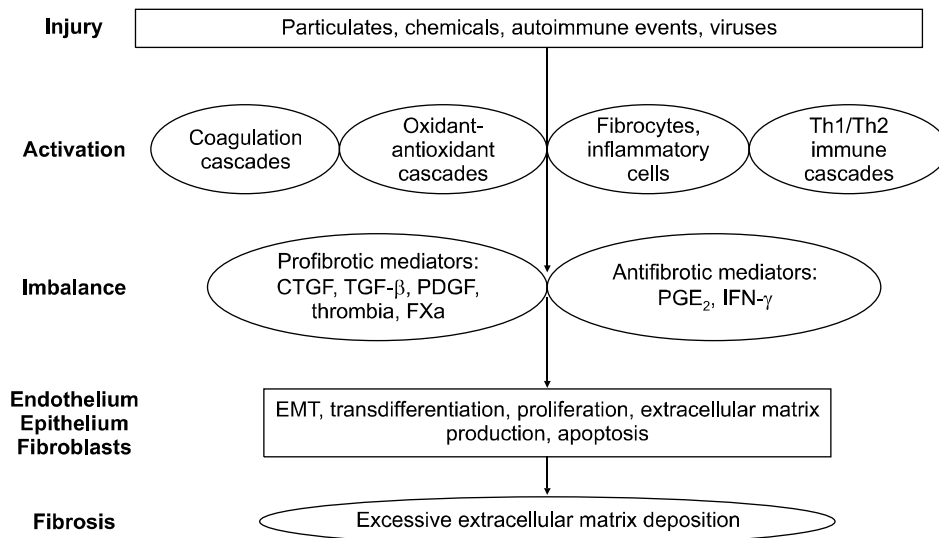 Injury
Particulates, chemicals, autoimmune events, viruses
Activation
Coagulation
cascades
Oxidant-
antioxidant
cascades
Fibrocytes,
inflammatory
cells
Th1/Th2
immune
cascades
Imbalance
Profibrotic mediators:
CTGF, TGF-β, PDGF,
thrombia, FXa
Antifibrotic mediators:
PGE₂, IFN-γ
Endothelium
Epithelium
Fibroblasts
EMT, transdifferentiation, proliferation, extracellular matrix
production, apoptosis
Fibrosis
Excessive extracellular matrix deposition